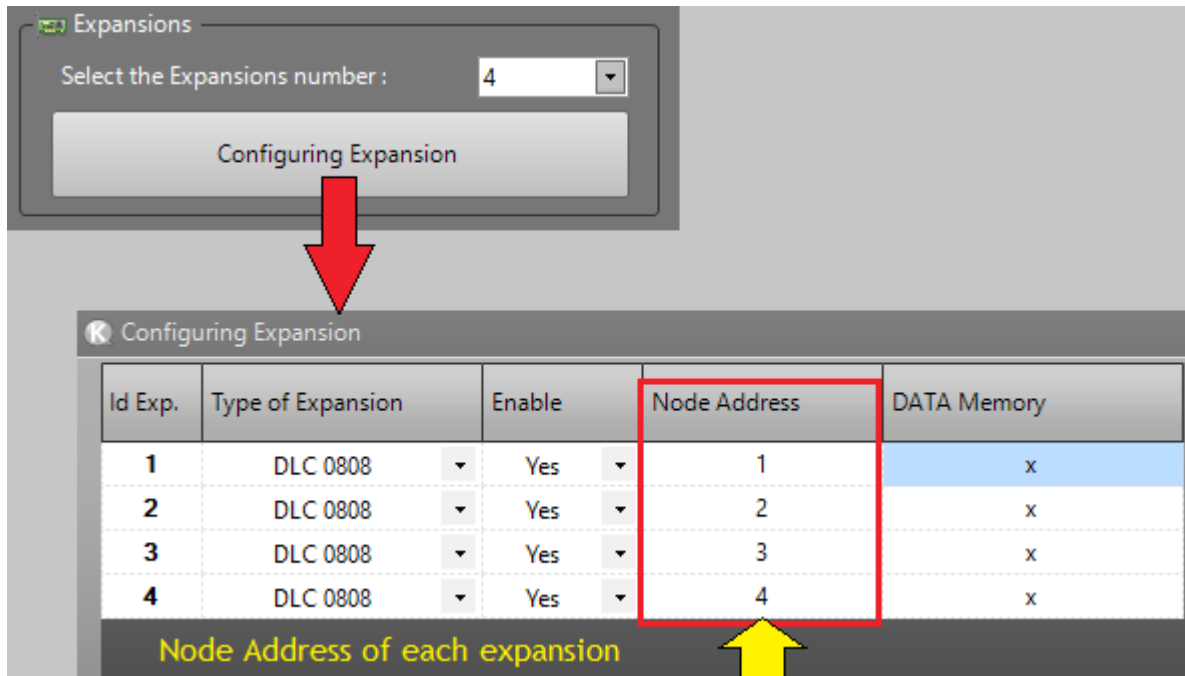 Expansions
Select the Expansions number : 4
Configuring Expansion
K Configuring Expansion
Id Exp. Type of Expansion Enable Node Address DATA Memory
1 DLC 0808 Yes 1 x
2 DLC 0808 Yes 2 x
3 DLC 0808 Yes 3 x
4 DLC 0808 Yes 4 x
Node Address of each expansion